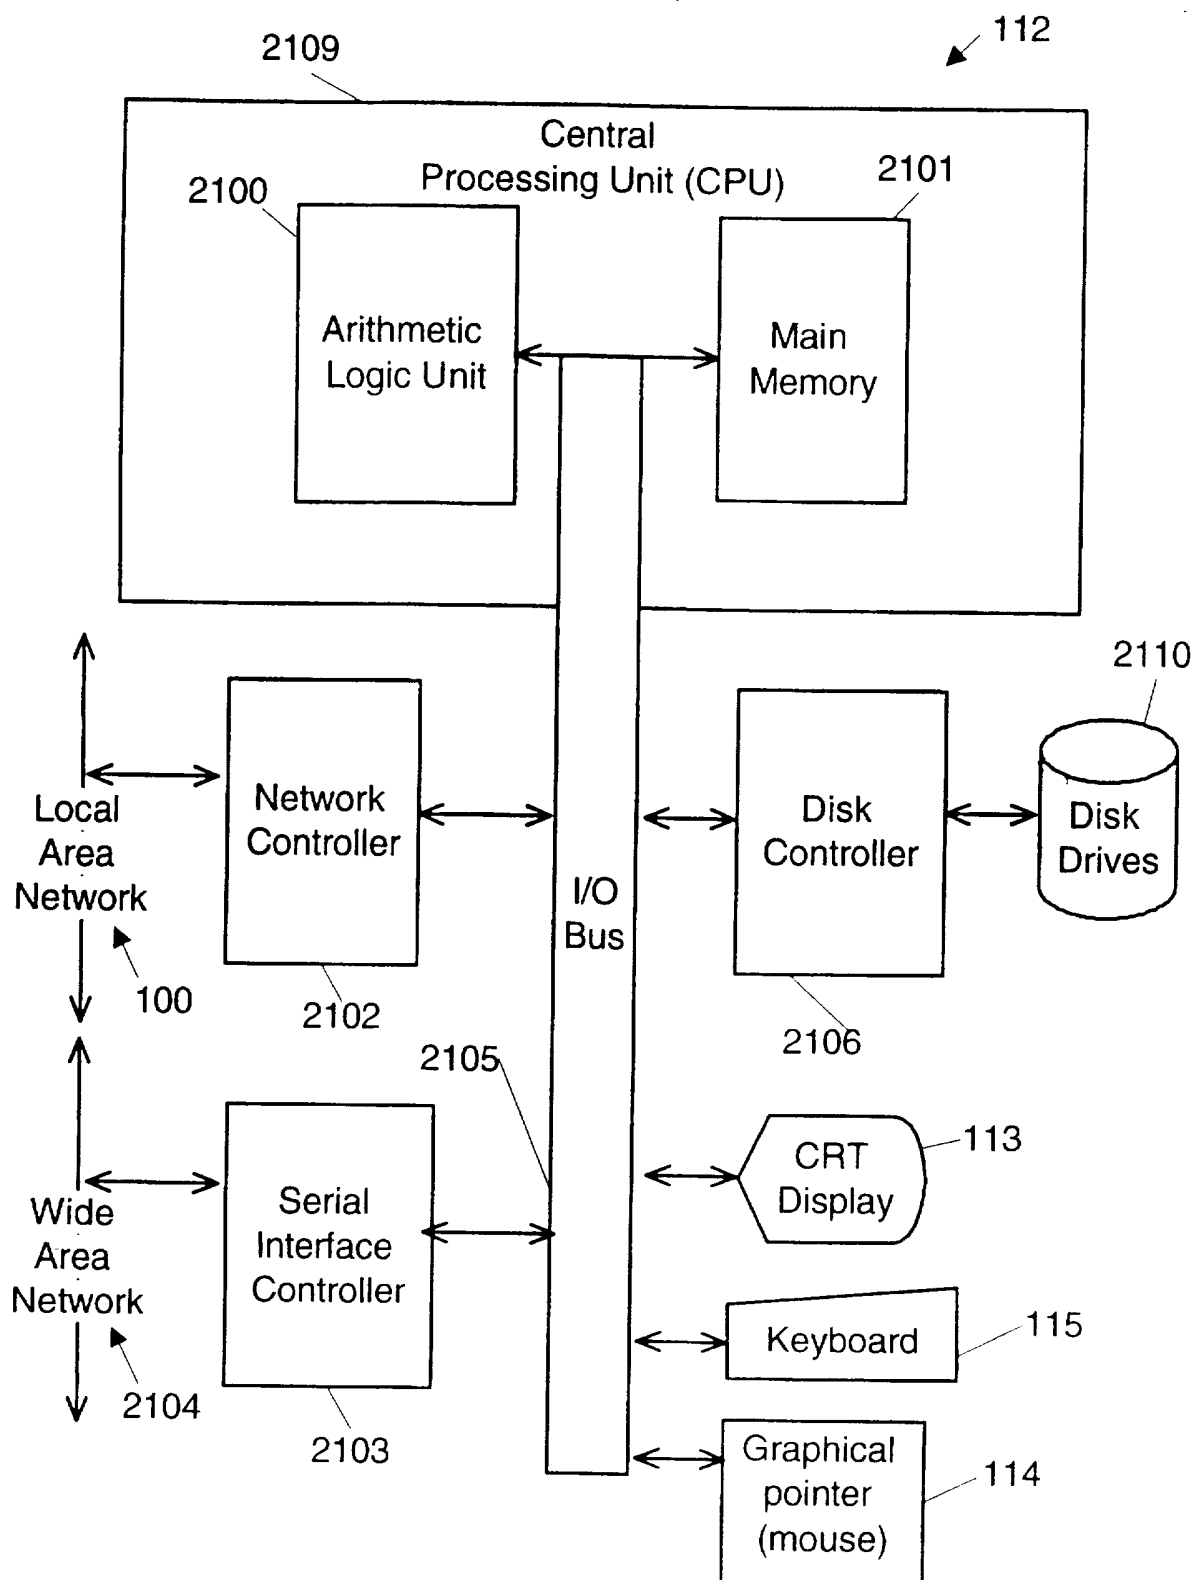 112
2109
Central
Processing Unit (CPU)
2100
2101
Arithmetic
Logic Unit
Main
Memory
2110
Network
Controller
Disk
Controller
Disk
Drives
Local
Area
Network
100
2102
I/O
Bus
2106
2105
113
CRT
Display
Serial
Interface
Controller
Wide
Area
Network
2104
2103
Keyboard
115
Graphical
pointer
(mouse)
114